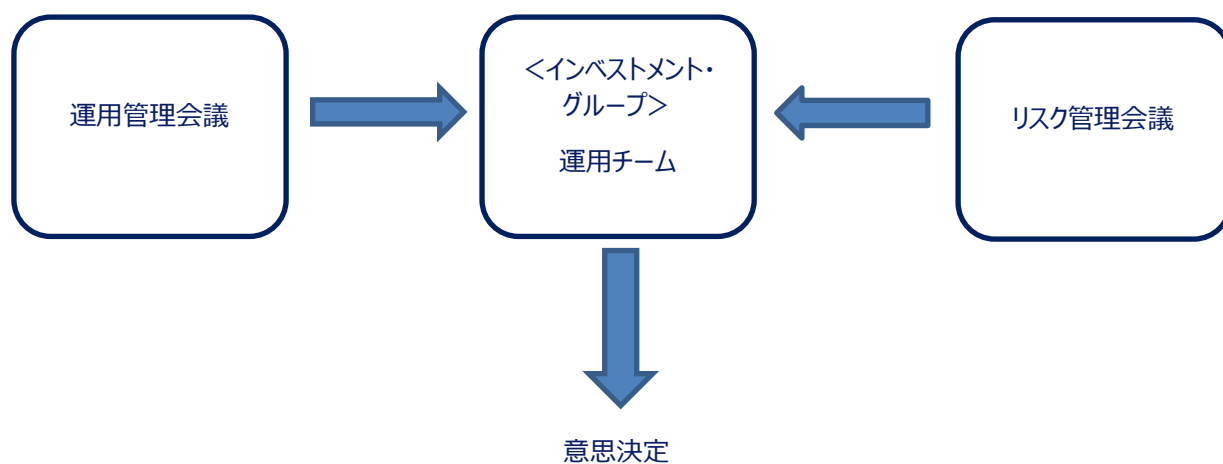 運用管理会議
＜インベストメント・
グループ＞
運用チーム
リスク管理会議
意思決定